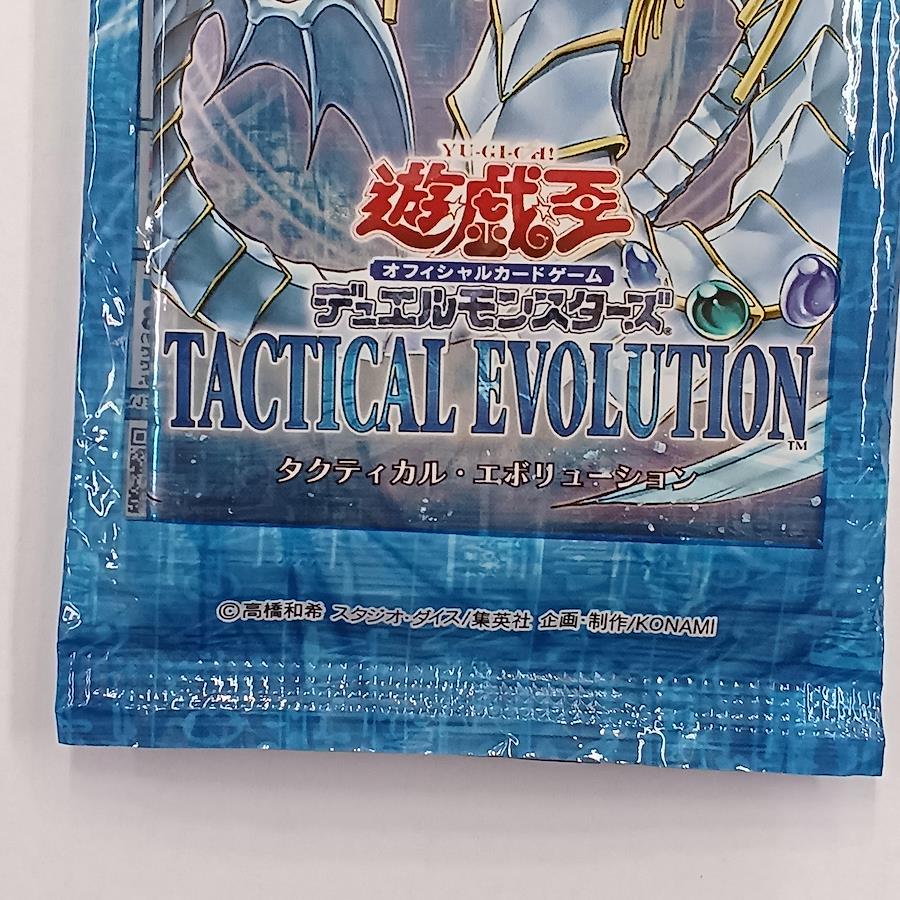 YU-GI-OH!
遊戯王
オフィシャルカードゲーム
デュエルモンスターズ
TACTICAL EVOLUTION™
タクティカル・エボリューション
©高橋和希 スタジオ・ダイス/集英社 企画・制作/KONAMI